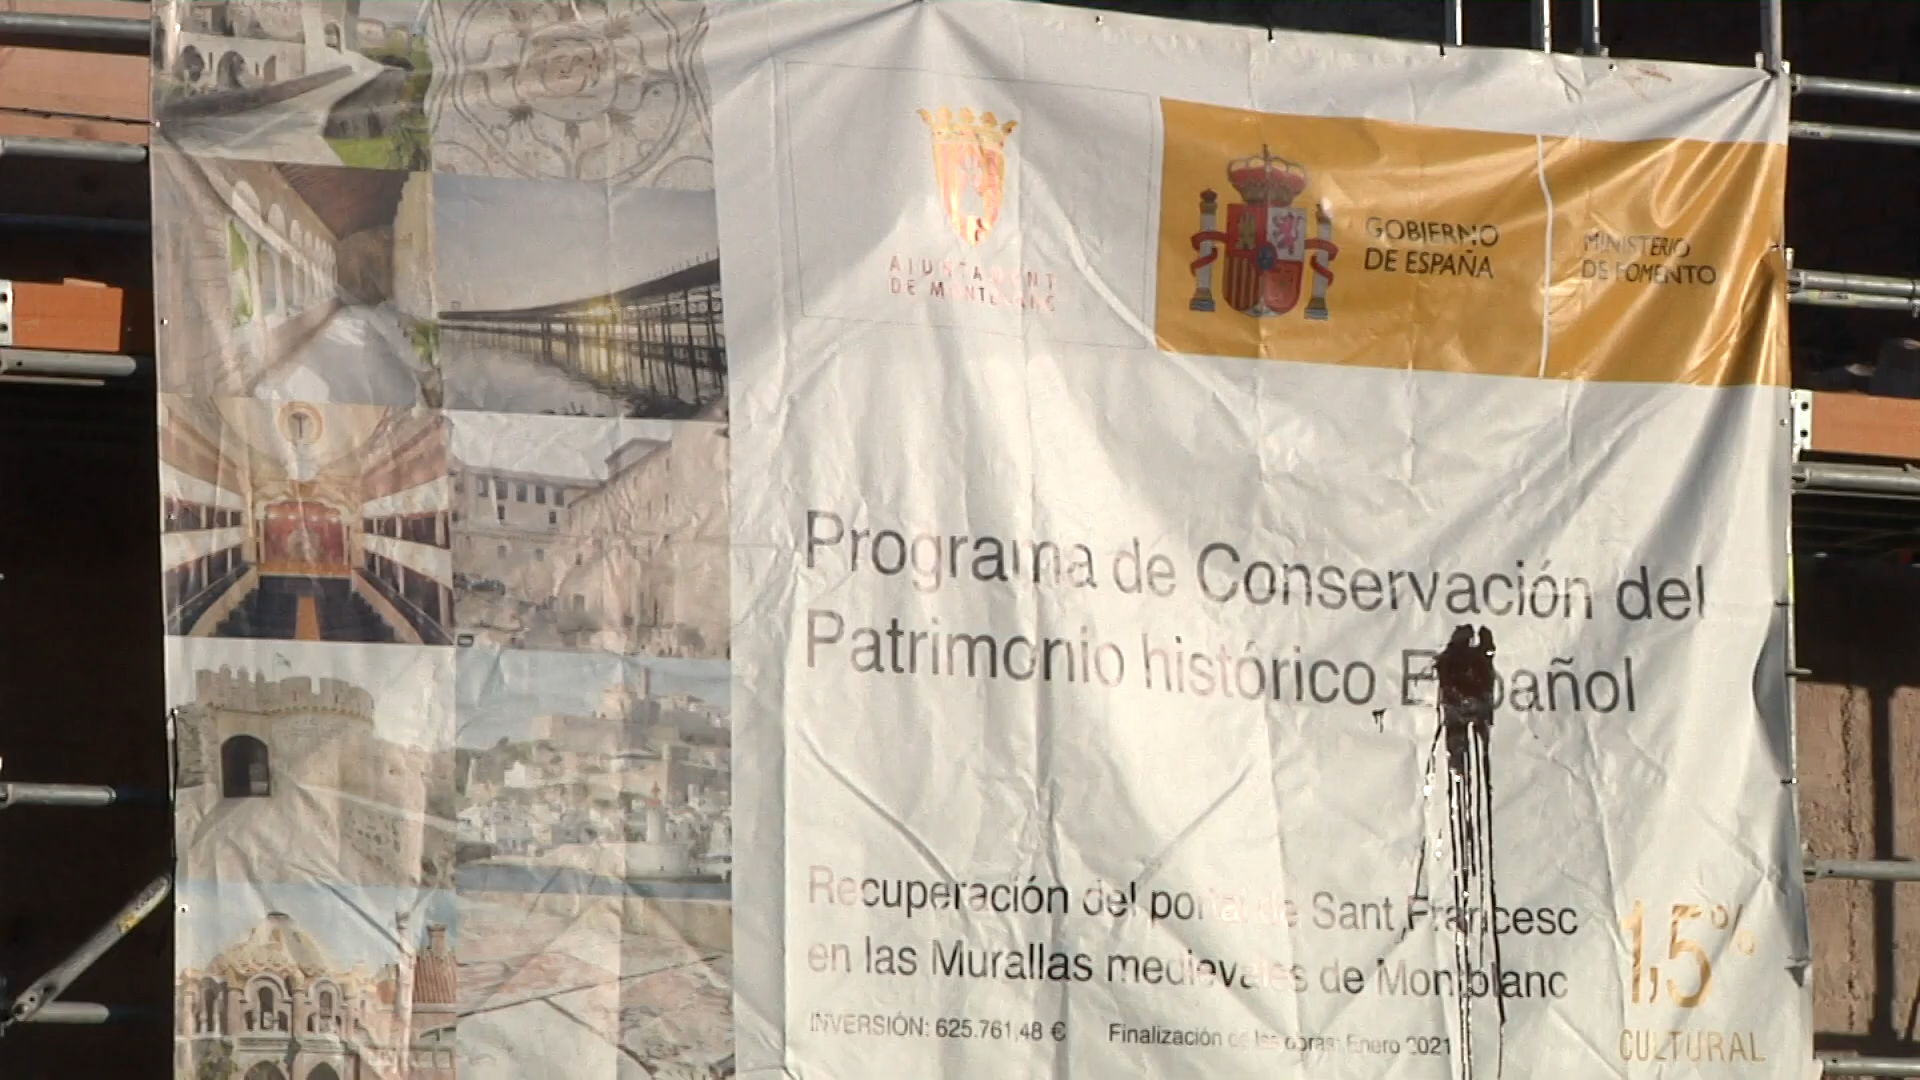 AJUNTAMENT
DE MONTBLANC
GOBIERNO
DE ESPAÑA
MINISTERIO
DE FOMENTO
Programa de Conservación del
Patrimonio histórico Español
Recuperación del portal de Sant Francesc
en las Murallas medievales de Montblanc
INVERSIÓN: 625.761,48 € Finalización de las obras: Enero 2021
1,5%
CULTURAL